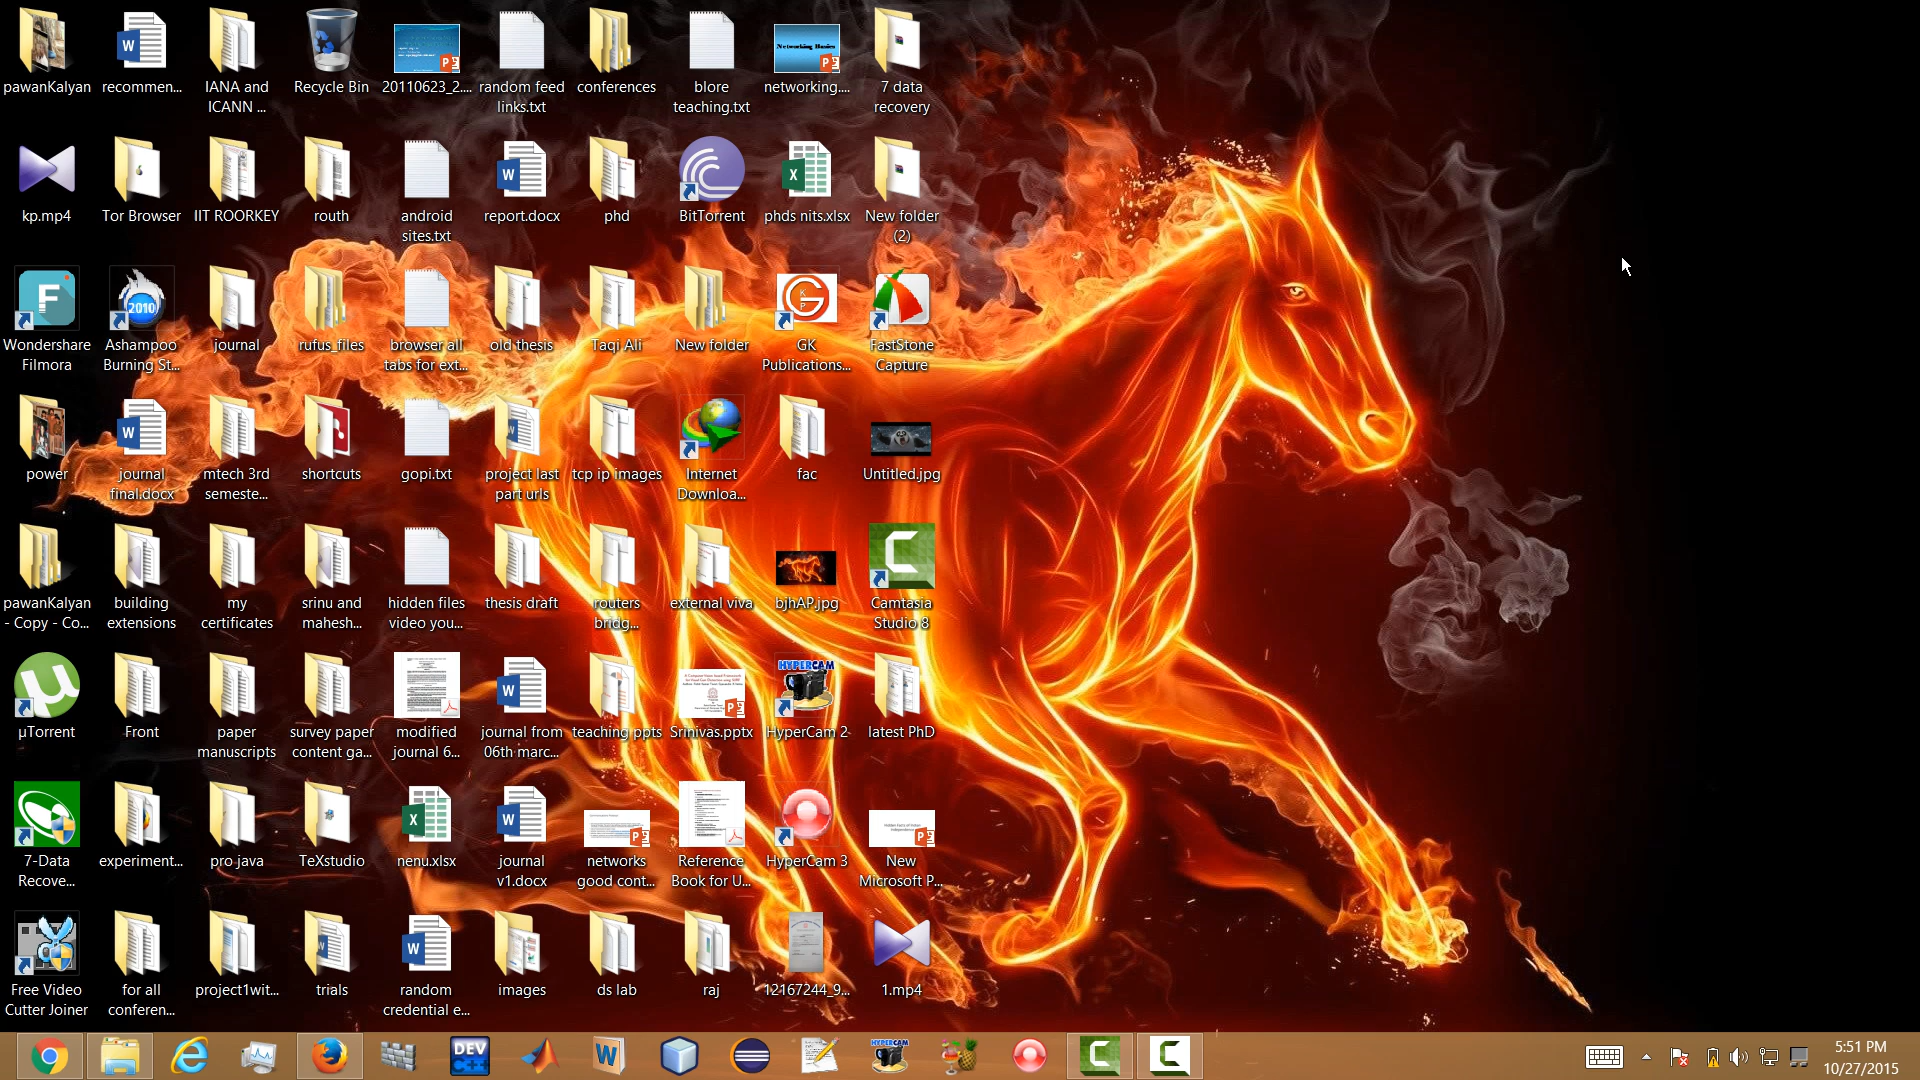 pawanKalyan
recommen...
IANA and
ICANN ...
Recycle Bin
20110623_2....
random feed
links.txt
conferences
blore
teaching.txt
Networking Basics
networking....
7 data
recovery
kp.mp4
Tor Browser
IIT ROORKEY
routh
android
sites.txt
report.docx
phd
BitTorrent
phds nits.xlsx
New folder
(2)
Wondershare
Filmora
2010
Ashampoo
Burning St...
journal
rufus_files
browser all
tabs for ext...
old thesis
Taqi Ali
New folder
GK
Publications...
FastStone
Capture
power
journal
final.docx
mtech 3rd
semeste...
shortcuts
gopi.txt
project last
part urls
tcp ip images
Internet
Downloa...
fac
Untitled.jpg
pawanKalyan
- Copy - Co...
building
extensions
my
certificates
srinu and
mahesh...
hidden files
video you...
thesis draft
routers
bridg...
external viva
bjhAP.jpg
Camtasia
Studio 8
µTorrent
Front
paper
manuscripts
survey paper
content ga...
modified
journal 6...
journal from
06th marc...
teaching ppts
Srinivas.pptx
HYPERCAM
HyperCam 2
latest PhD
7-Data
Recove...
experiment...
pro java
TeXstudio
nenu.xlsx
journal
v1.docx
networks
good cont...
Reference
Book for U...
HyperCam 3
New
Microsoft P...
Free Video
Cutter Joiner
for all
conferen...
project1wit...
trials
random
credential e...
images
ds lab
raj
12167244_9...
1.mp4
DEV
C++
HYPERCAM
5:51 PM
10/27/2015